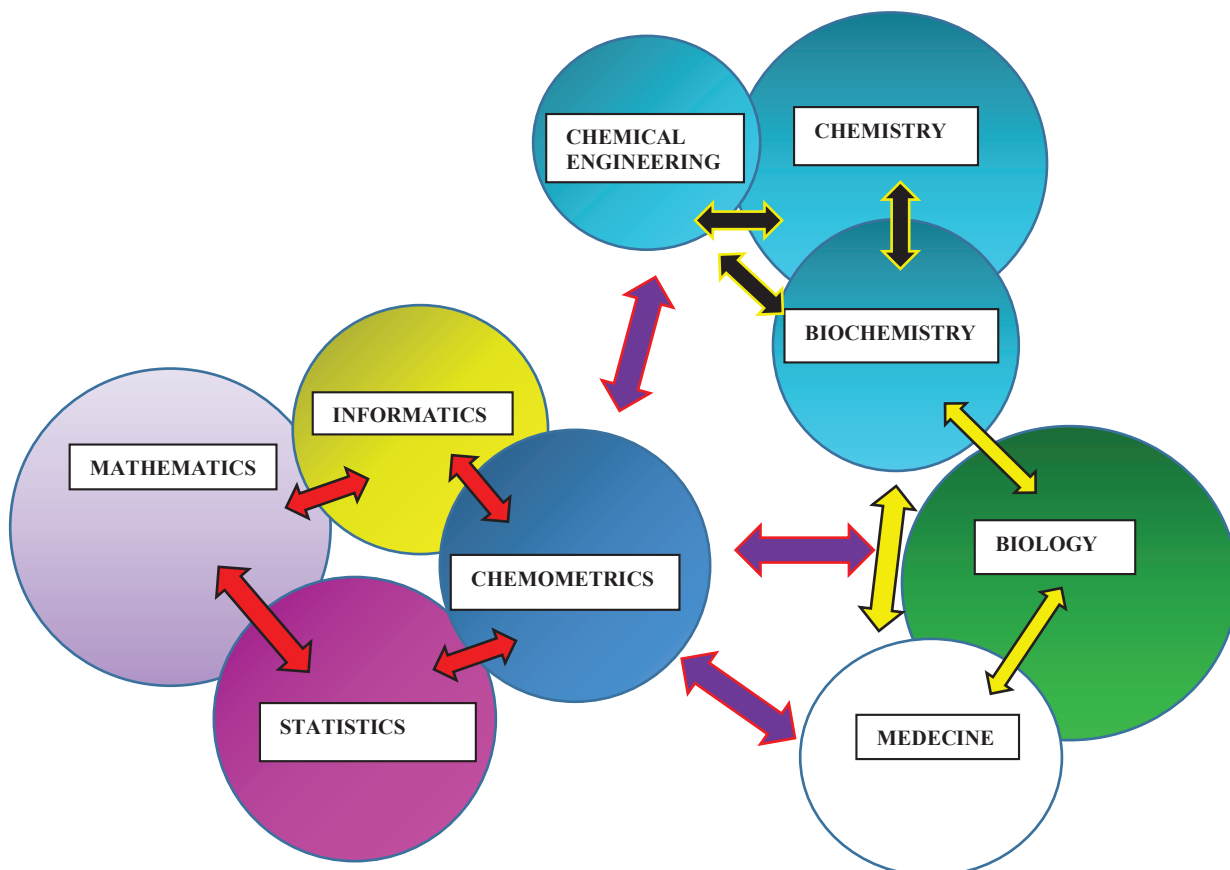 CHEMICAL
ENGINEERING
CHEMISTRY
BIOCHEMISTRY
INFORMATICS
MATHEMATICS
CHEMOMETRICS
BIOLOGY
STATISTICS
MEDECINE